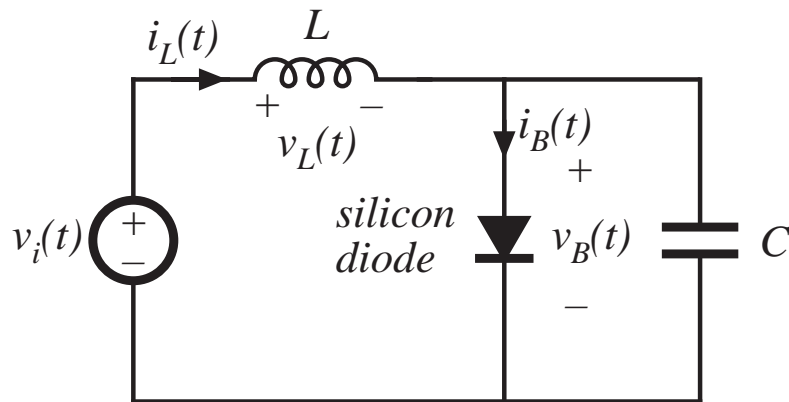 i_L(t)
L
+ −
v_L(t)
i_B(t)
+
silicon
diode
v_B(t)
−
C
v_i(t)
+
−